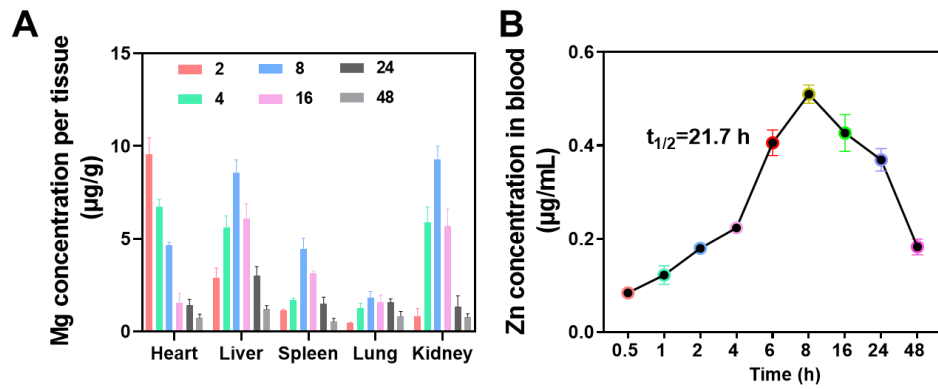 A
Mg concentration per tissue
(µg/g)
15
10
5
0
2
8
24
4
16
48
Heart
Liver
Spleen
Lung
Kidney
B
Zn concentration in blood
(µg/mL)
0.6
0.4
0.2
0.0
t1/2=21.7 h
0.5
1
2
4
6
8
16
24
48
Time (h)